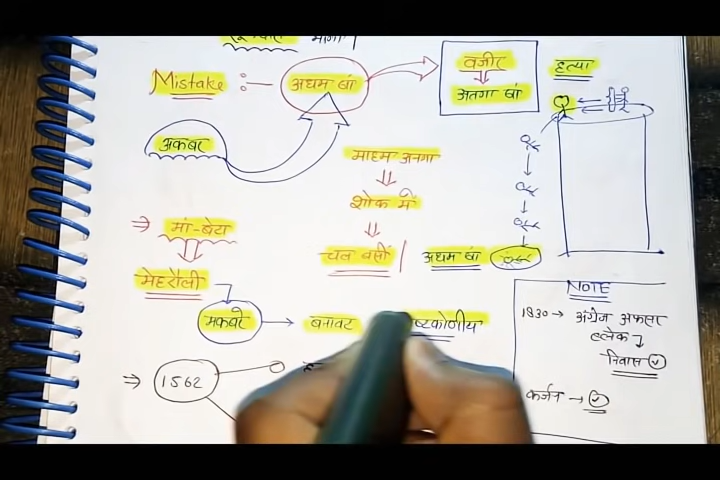 Mistake :— अधम खां
वजीर
अतगा खां
हत्या
अकबर
माहम अनगा
शोक में
चल बसीं
⇒ मां-बेटा
मेहरौली
मकबरे → बनावट
ष्टकोणीय
अधम खां
NOTE
1830 → अंग्रेज अफसर
ब्लेक
निवास
कर्जन →
⇒ 1562